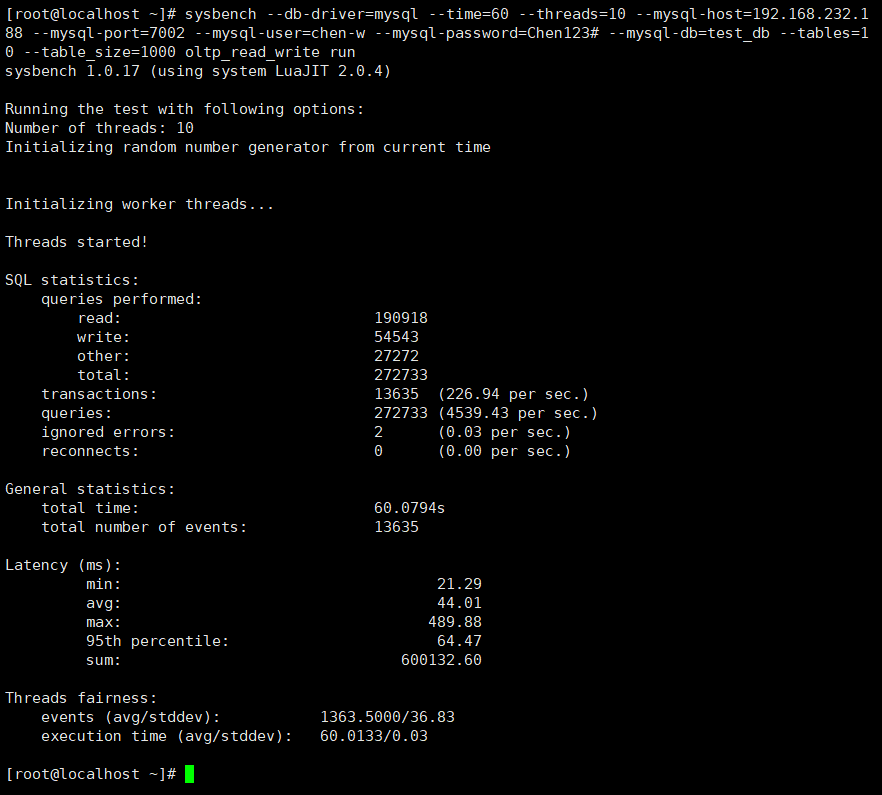 [root@localhost ~]# sysbench --db-driver=mysql --time=60 --threads=10 --mysql-host=192.168.232.1
88 --mysql-port=7002 --mysql-user=chen-w --mysql-password=Chen123# --mysql-db=test_db --tables=1
0 --table_size=1000 oltp_read_write run
sysbench 1.0.17 (using system LuaJIT 2.0.4)
Running the test with following options:
Number of threads: 10
Initializing random number generator from current time
Initializing worker threads...
Threads started!
SQL statistics:
queries performed:
read: 190918
write: 54543
other: 27272
total: 272733
transactions: 13635 (226.94 per sec.)
queries: 272733 (4539.43 per sec.)
ignored errors: 2 (0.03 per sec.)
reconnects: 0 (0.00 per sec.)
General statistics:
total time: 60.0794s
total number of events: 13635
Latency (ms):
min: 21.29
avg: 44.01
max: 489.88
95th percentile: 64.47
sum: 600132.60
Threads fairness:
events (avg/stddev): 1363.5000/36.83
execution time (avg/stddev): 60.0133/0.03
[root@localhost ~]#